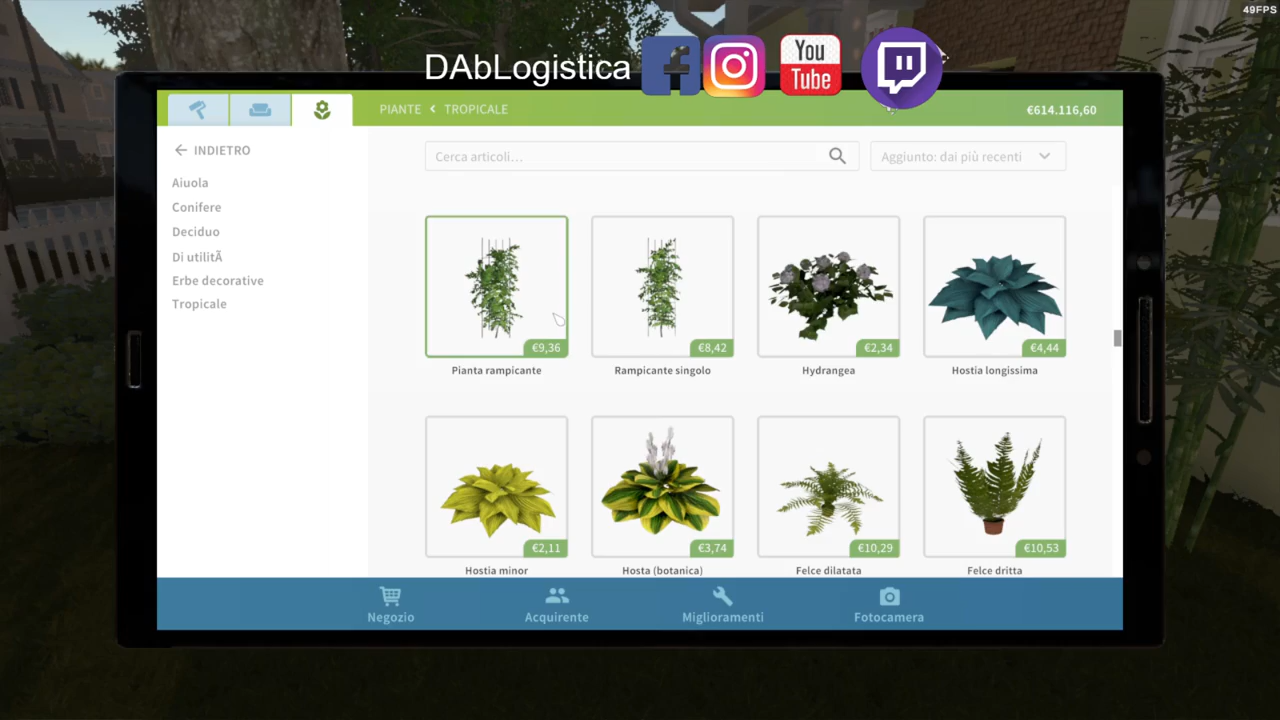 49FPS
DAbLogistica
You
Tube
PIANTE < TROPICALE
€614.116,60
INDIETRO
Aiuola
Conifere
Deciduo
Di utilitÃ
Erbe decorative
Tropicale
Cerca articoli...
Aggiunto: dai più recenti
€9,36
€8,42
€2,34
€4,44
Pianta rampicante
Rampicante singolo
Hydrangea
Hostia longissima
€2,11
€3,74
€10,29
€10,53
Hostia minor
Hosta (botanica)
Felce dilatata
Felce dritta
Negozio
Acquirente
Miglioramenti
Fotocamera